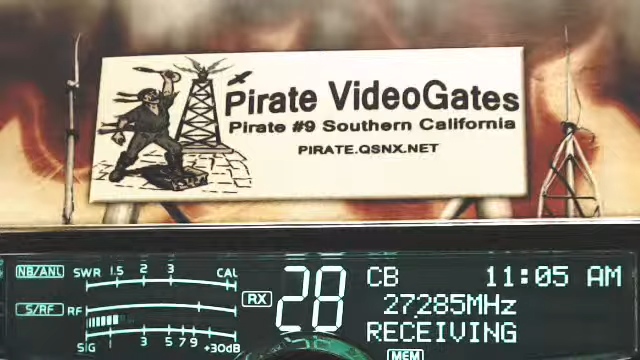 Pirate VideoGates
Pirate #9 Southern California
PIRATE.QSNX.NET
NB/ANL SWR 1.5 2 3 CAL
S/RF RF
SIG 1 3 5 7 9 +30dB
RX 28
CB 11:05 AM
27285MHz
RECEIVING
MEM